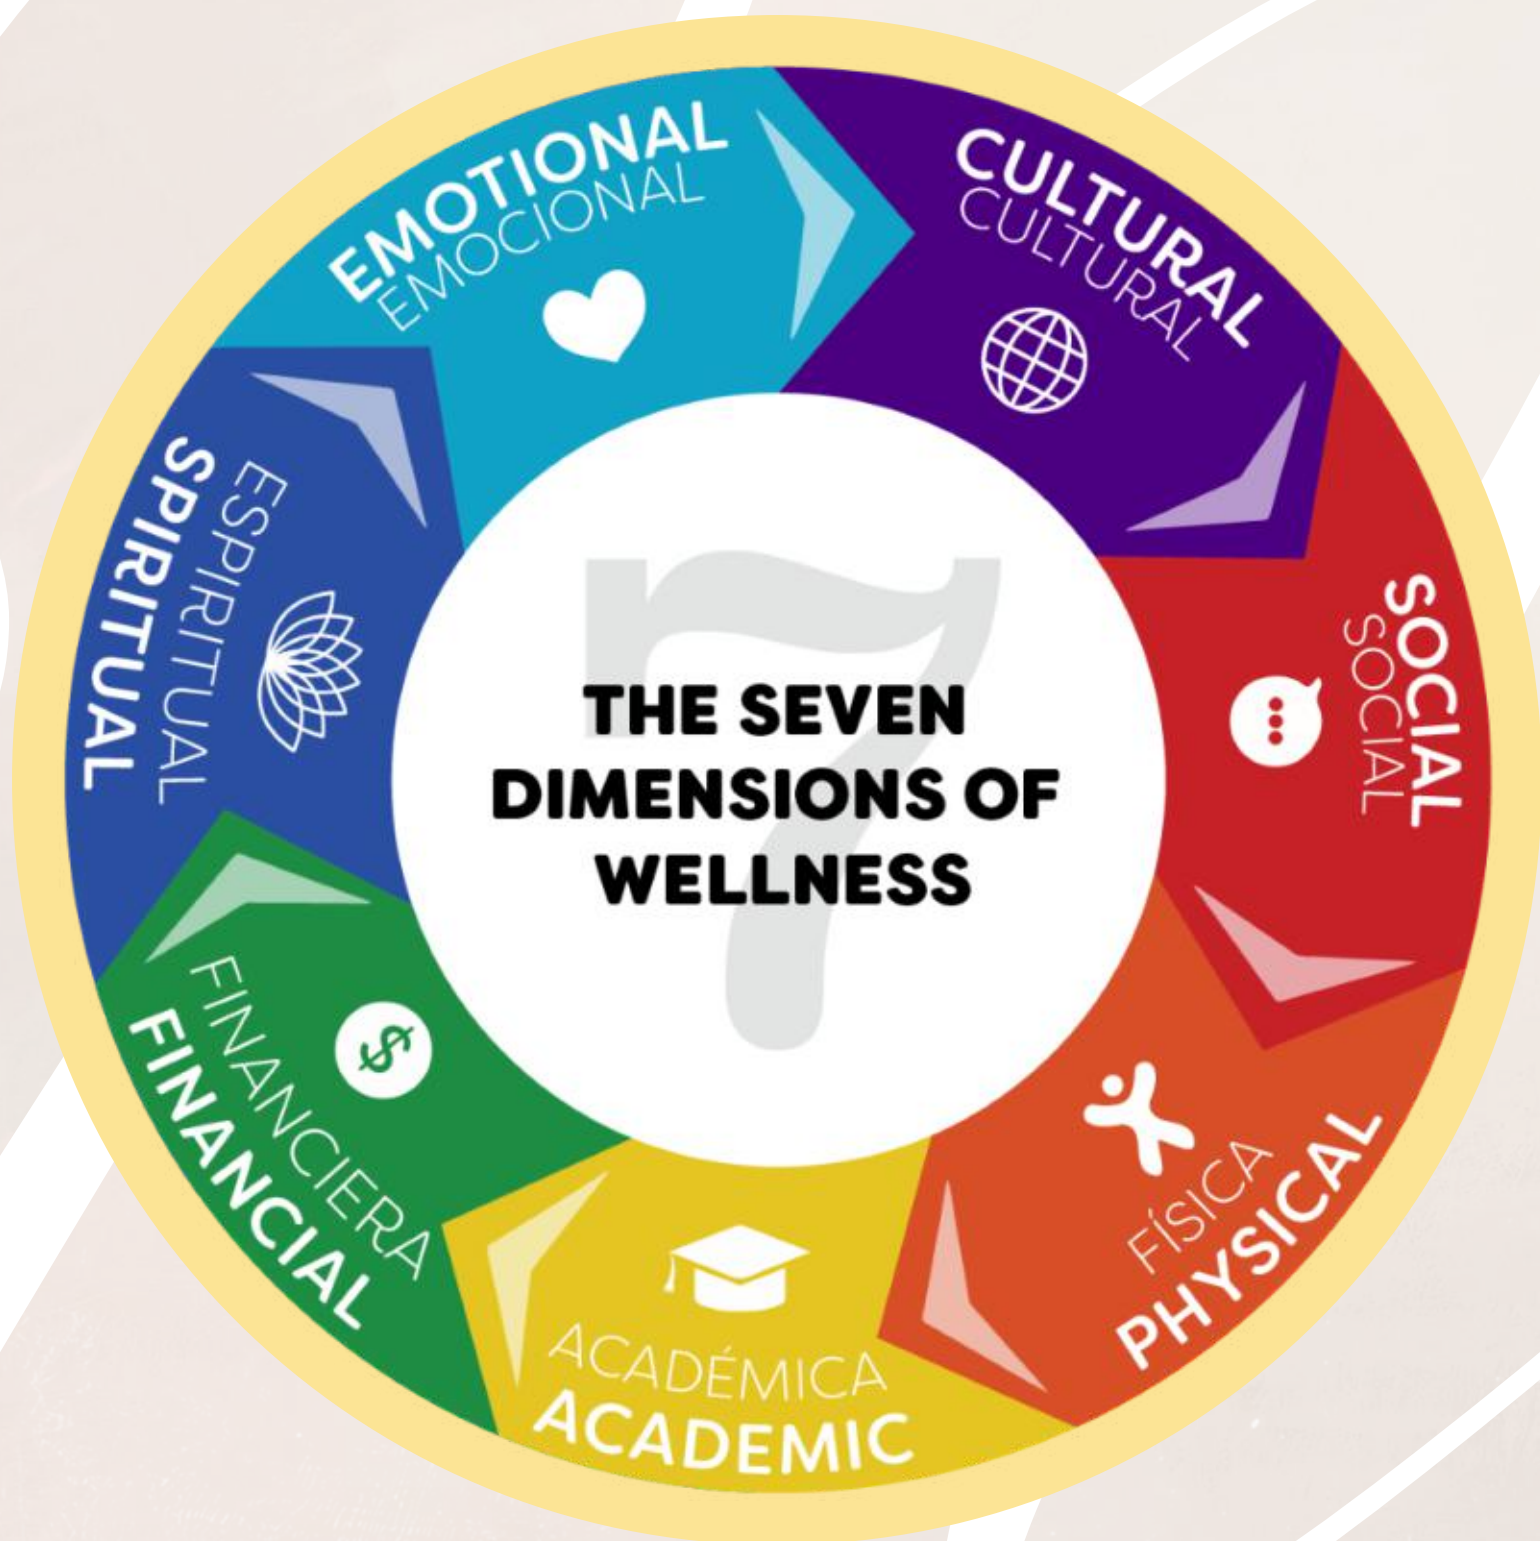 THE SEVEN
DIMENSIONS OF
WELLNESS
7
EMOTIONAL
EMOCIONAL
CULTURAL
CULTURAL
SOCIAL
SOCIAL
FÍSICA
PHYSICAL
ACADÉMICA
ACADEMIC
$
FINANCIERA
FINANCIAL
SPIRITUAL
ESPIRITUAL